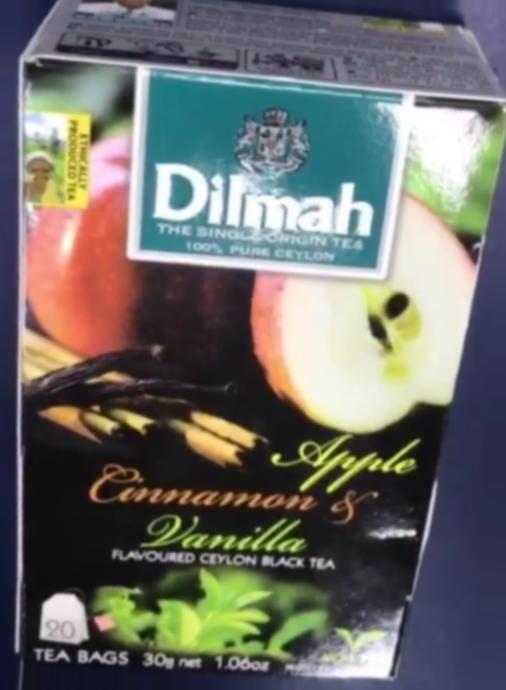 ETHICALLY
PRODUCED TEA
Dilmah
THE SINGLE ORIGIN TEA
100% PURE CEYLON
Apple
Cinnamon &
Vanilla
FLAVOURED CEYLON BLACK TEA
20
TEA BAGS 30g net 1.06oz